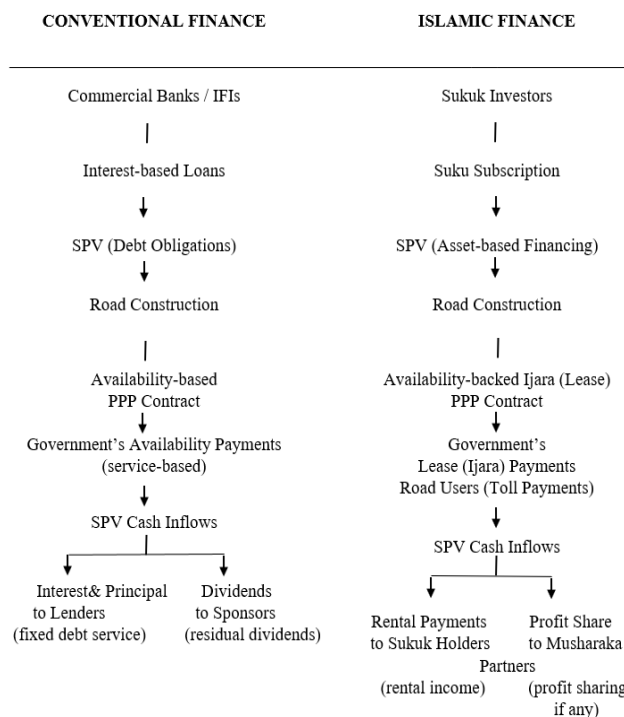 CONVENTIONAL FINANCE
Commercial Banks / IFIs
Interest-based Loans
SPV (Debt Obligations)
Road Construction
Availability-based
PPP Contract
Government’s Availability Payments
(service-based)
SPV Cash Inflows
Interest& Principal
to Lenders
(fixed debt service)
Dividends
to Sponsors
(residual dividends)
ISLAMIC FINANCE
Sukuk Investors
Suku Subscription
SPV (Asset-based Financing)
Road Construction
Availability-backed Ijara (Lease)
PPP Contract
Government’s
Lease (Ijara) Payments
Road Users (Toll Payments)
SPV Cash Inflows
Rental Payments
to Sukuk Holders
(rental income)
Profit Share
to Musharaka
Partners
(profit sharing
if any)